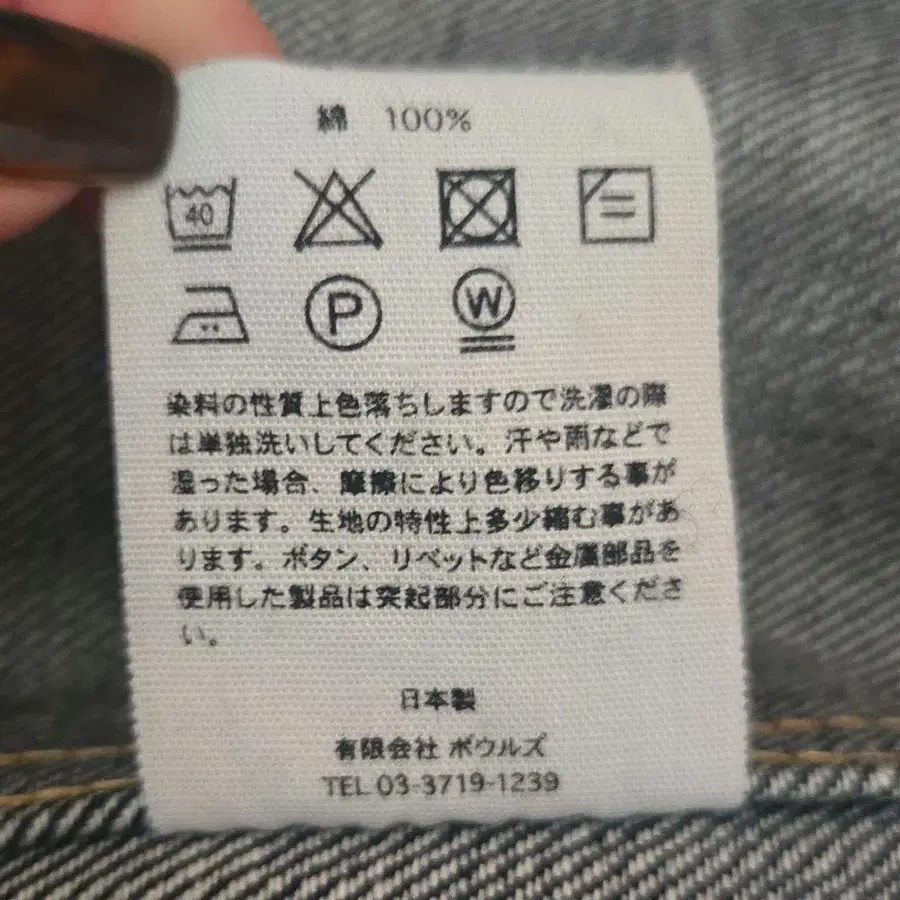 綿 100%
40
P W
染料の性質上色落ちしますので洗濯の際
は単独洗いしてください。汗や雨などで
湿った場合、摩擦により色移りする事が
あります。生地の特性上多少縮む事があ
ります。ボタン、リベットなど金属部品を
使用した製品は突起部分にご注意くださ
い。
日本製
有限会社 ボウルズ
TEL 03-3719-1239